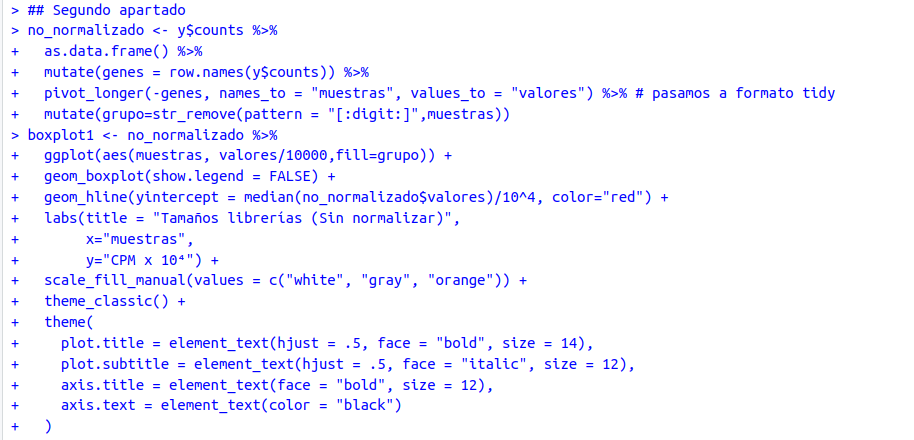 > ## Segundo apartado
> no_normalizado <- y$counts %>%
+   as.data.frame() %>%
+   mutate(genes = row.names(y$counts)) %>%
+   pivot_longer(-genes, names_to = "muestras", values_to = "valores") %>% # pasamos a formato tidy
+   mutate(grupo=str_remove(pattern = "[:digit:]",muestras))
> boxplot1 <- no_normalizado %>%
+   ggplot(aes(muestras, valores/10000,fill=grupo)) +
+   geom_boxplot(show.legend = FALSE) +
+   geom_hline(yintercept = median(no_normalizado$valores)/10^4, color="red") +
+   labs(title = "Tamaños librerias (Sin normalizar)",
+        x="muestras",
+        y="CPM x 10⁴") +
+   scale_fill_manual(values = c("white", "gray", "orange")) +
+   theme_classic() +
+   theme(
+     plot.title = element_text(hjust = .5, face = "bold", size = 14),
+     plot.subtitle = element_text(hjust = .5, face = "italic", size = 12),
+     axis.title = element_text(face = "bold", size = 12),
+     axis.text = element_text(color = "black")
+   )